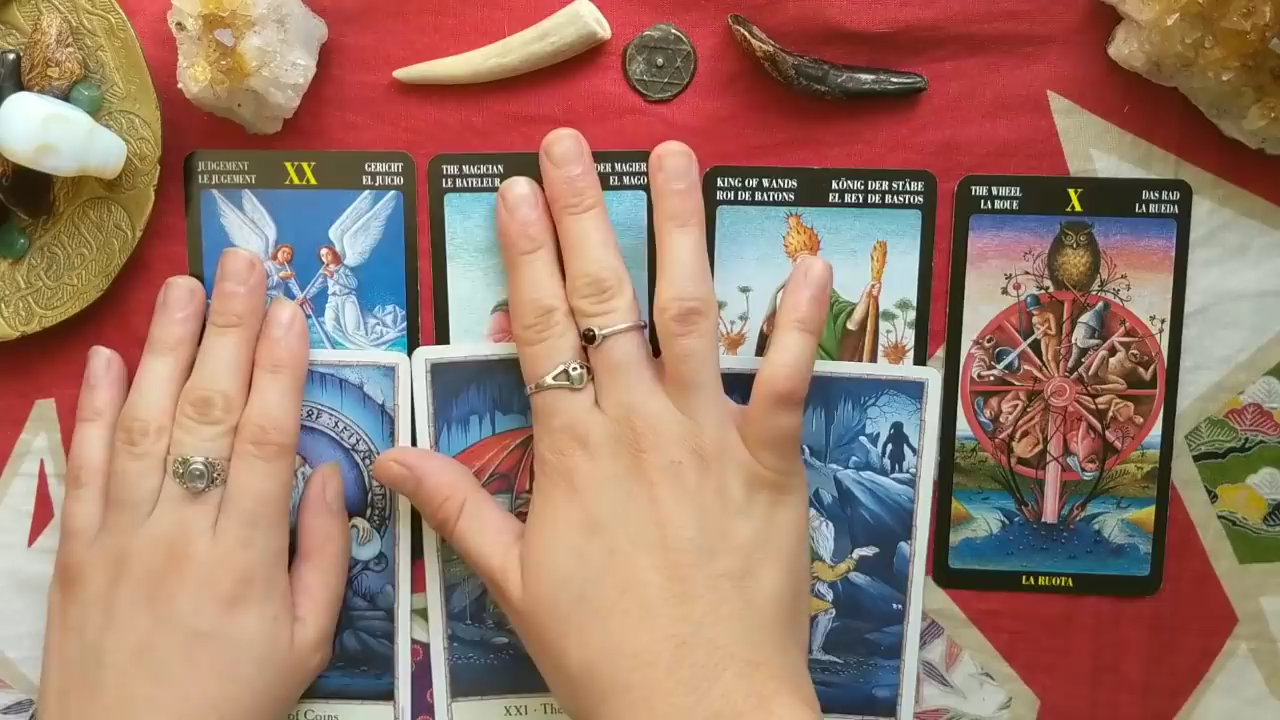 JUDGEMENT
LE JUGEMENT
XX
GERICHT
EL JUICIO
THE MAGICIAN
LE BATELEUR
DER MAGIER
EL MAGO
KING OF WANDS
ROI DE BATONS
KÖNIG DER STÄBE
EL REY DE BASTOS
THE WHEEL
LA ROUE
X
DAS RAD
LA RUEDA
LA RUOTA
of Coins
XXI · The